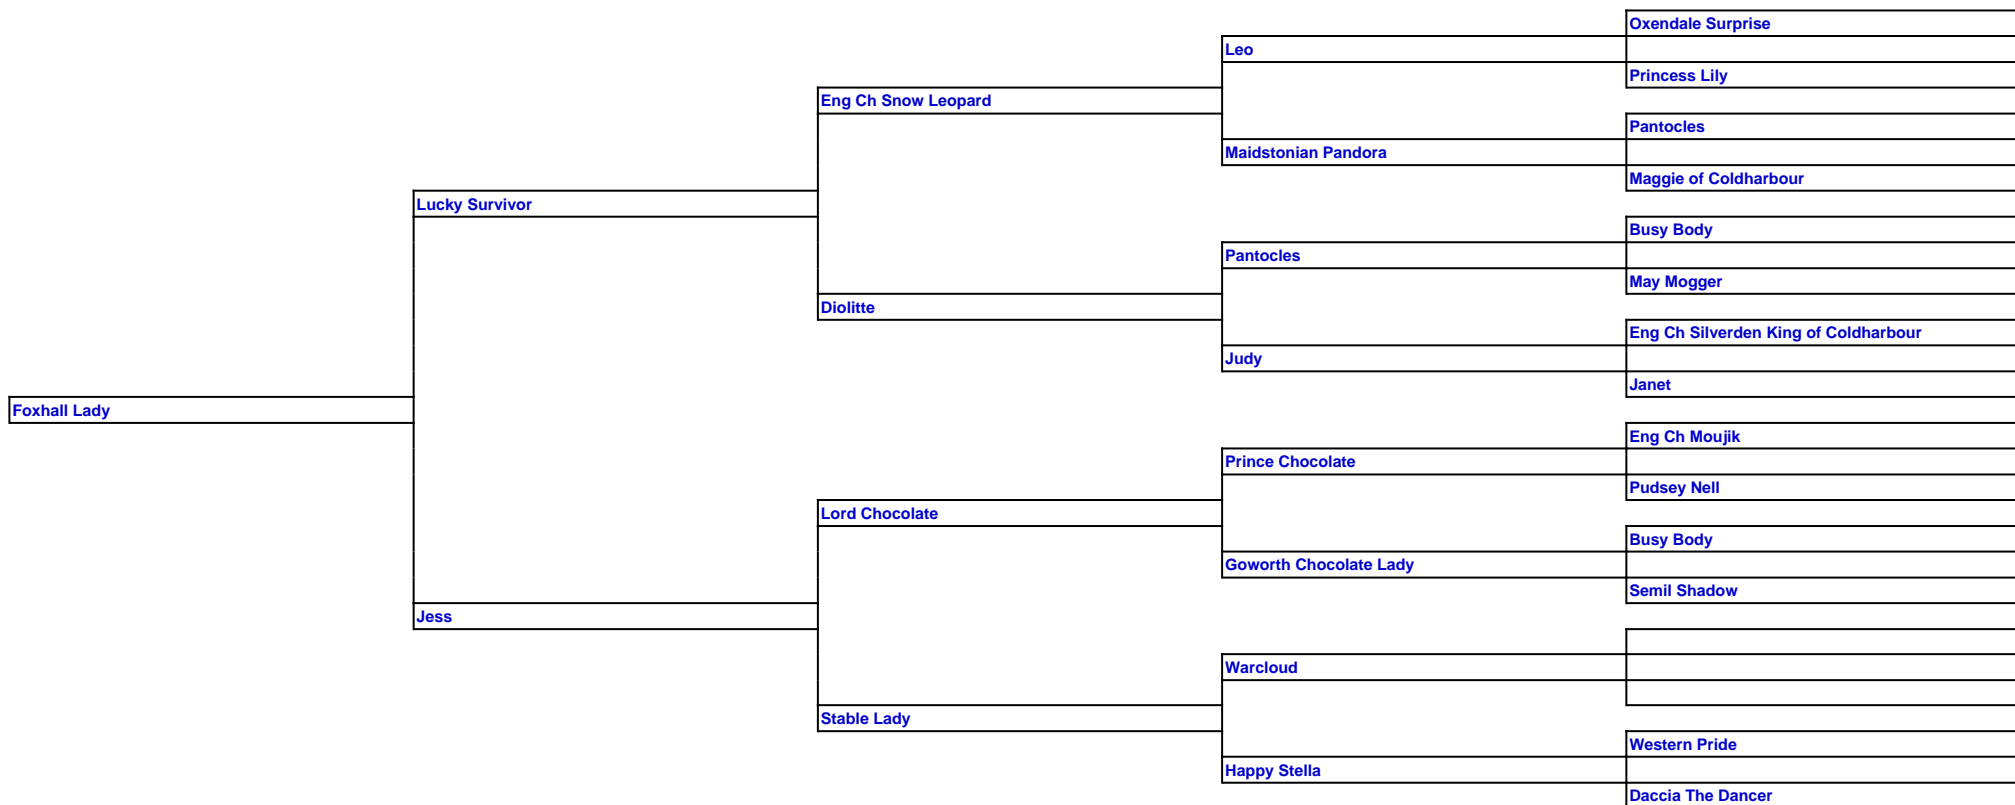 Oxendale Surprise
Leo
Princess Lily
Eng Ch Snow Leopard
Pantocles
Maidstonian Pandora
Maggie of Coldharbour
Lucky Survivor
Busy Body
Pantocles
May Mogger
Diolitte
Eng Ch Silverden King of Coldharbour
Judy
Janet
Foxhall Lady
Eng Ch Moujik
Prince Chocolate
Pudsey Nell
Lord Chocolate
Busy Body
Goworth Chocolate Lady
Semil Shadow
Jess
Warcloud
Stable Lady
Western Pride
Happy Stella
Daccia The Dancer